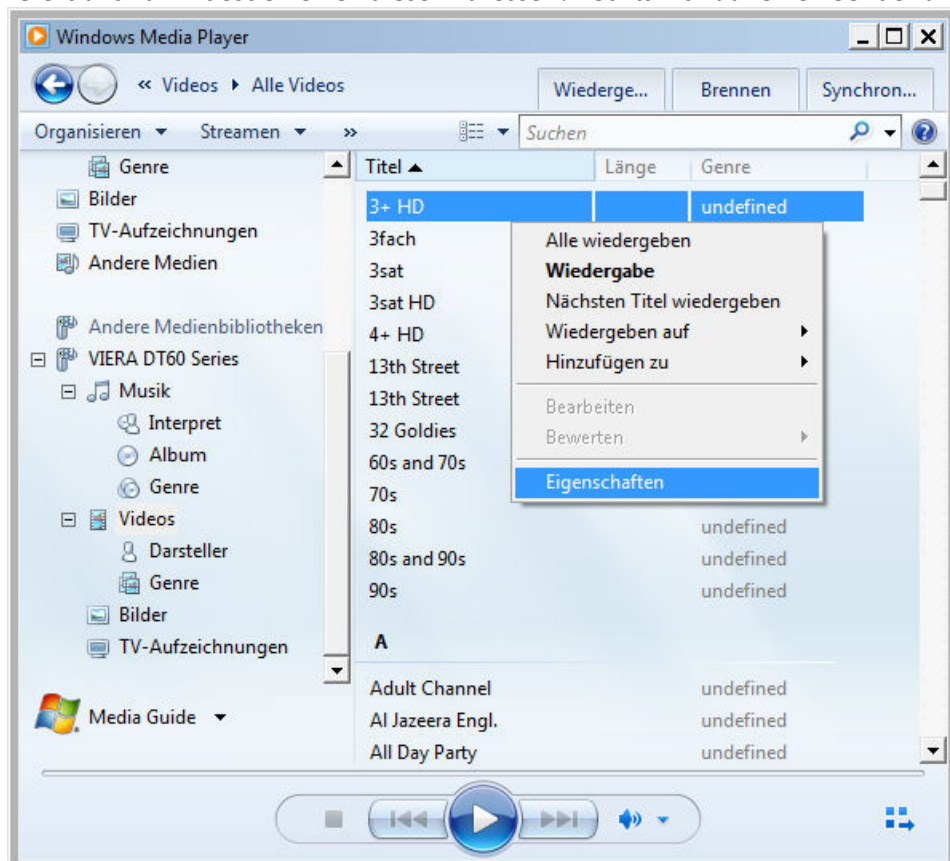 Windows Media Player
« Videos Alle Videos
Wiederge... Brennen Synchron...
Organisieren Streamen » Suchen
Genre
Bilder
TV-Aufzeichnungen
Andere Medien
Andere Medienbibliotheken
VIERA DT60 Series
Musik
Interpret
Album
Genre
Videos
Darsteller
Genre
Bilder
TV-Aufzeichnungen
Media Guide
Titel Länge Genre
3+ HD undefined
3fach
3sat
3sat HD
4+ HD
13th Street
13th Street
32 Goldies
60s and 70s
70s
80s undefined
80s and 90s undefined
90s undefined
A
Adult Channel undefined
Al Jazeera Engl. undefined
All Day Party undefined
Alle wiedergeben
Wiedergabe
Nächsten Titel wiedergeben
Wiedergeben auf
Hinzufügen zu
Bearbeiten
Bewerten
Eigenschaften